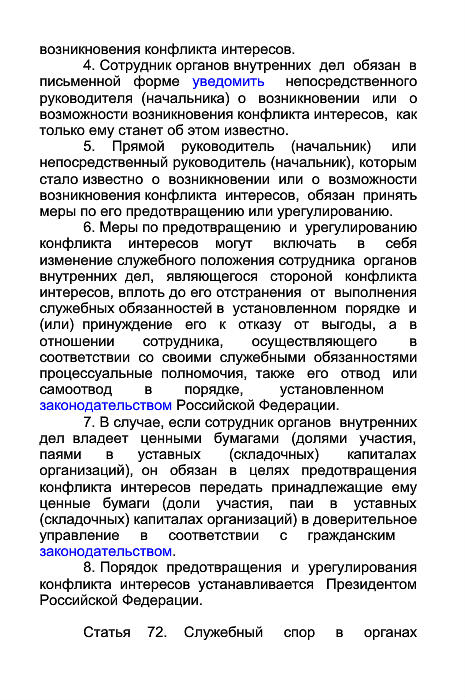 возникновения конфликта интересов.
4. Сотрудник органов внутренних дел обязан в
письменной форме уведомить непосредственного
руководителя (начальника) о возникновении или о
возможности возникновения конфликта интересов, как
только ему станет об этом известно.
5. Прямой руководитель (начальник) или
непосредственный руководитель (начальник), которым
стало известно о возникновении или о возможности
возникновения конфликта интересов, обязан принять
меры по его предотвращению или урегулированию.
6. Меры по предотвращению и урегулированию
конфликта интересов могут включать в себя
изменение служебного положения сотрудника органов
внутренних дел, являющегося стороной конфликта
интересов, вплоть до его отстранения от выполнения
служебных обязанностей в установленном порядке и
(или) принуждение его к отказу от выгоды, а в
отношении сотрудника, осуществляющего в
соответствии со своими служебными обязанностями
процессуальные полномочия, также его отвод или
самоотвод в порядке, установленном
законодательством Российской Федерации.
7. В случае, если сотрудник органов внутренних
дел владеет ценными бумагами (долями участия,
паями в уставных (складочных) капиталах
организаций), он обязан в целях предотвращения
конфликта интересов передать принадлежащие ему
ценные бумаги (доли участия, паи в уставных
(складочных) капиталах организаций) в доверительное
управление в соответствии с гражданским
законодательством.
8. Порядок предотвращения и урегулирования
конфликта интересов устанавливается Президентом
Российской Федерации.
Статья 72. Служебный спор в органах